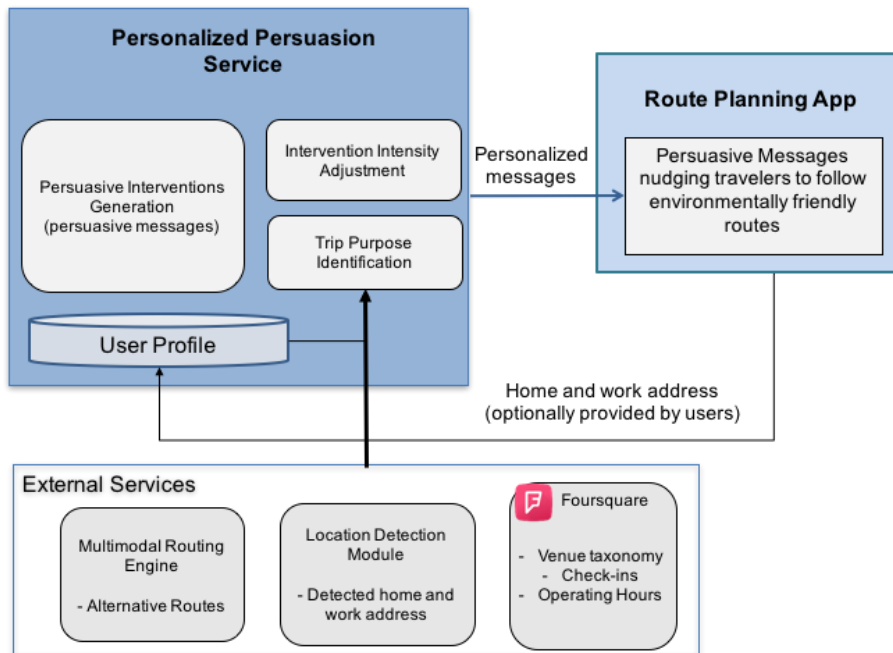 Personalized Persuasion
Service
Persuasive Interventions
Generation
(persuasive messages)
Intervention Intensity
Adjustment
Trip Purpose
Identification
User Profile
Personalized
messages
Route Planning App
Persuasive Messages
nudging travelers to follow
environmentally friendly
routes
Home and work address
(optionally provided by users)
External Services
Multimodal Routing
Engine
- Alternative Routes
Location Detection
Module
- Detected home and
work address
Foursquare
- Venue taxonomy
- Check-ins
- Operating Hours